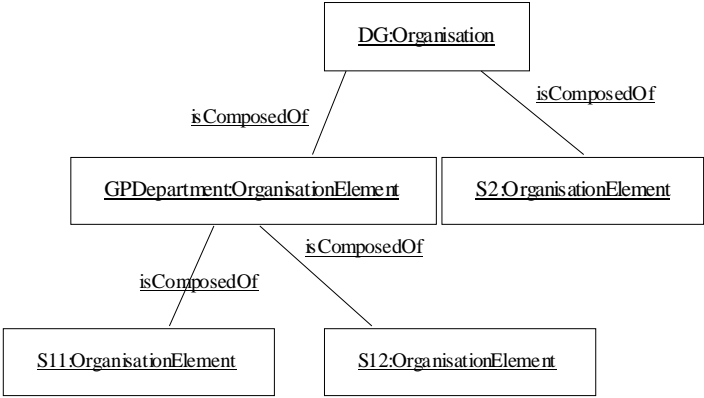 DG:Organisation
isComposedOf
isComposedOf
GPDepartment:OrganisationElement
S2:OrganisationElement
isComposedOf
isComposedOf
S11:OrganisationElement
S12:OrganisationElement